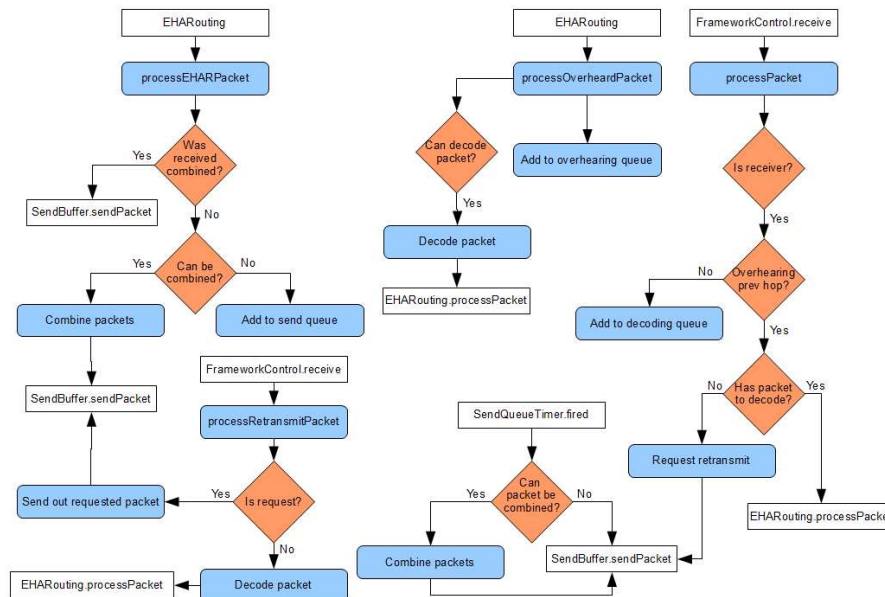 EHARouting
processEHARPacket
Was
received
combined?
Yes
SendBuffer.sendPacket
No
Can be
combined?
Yes
No
Combine packets
Add to send queue
SendBuffer.sendPacket
FrameworkControl.receive
processRetransmitPacket
Is request?
Yes
Send out requested packet
No
Decode packet
EHARouting.processPacket
EHARouting
processOverheardPacket
Can decode
packet?
Add to overhearing queue
Yes
Decode packet
EHARouting.processPacket
SendQueueTimer.fired
Can
packet be
combined?
Yes
No
Combine packets
SendBuffer.sendPacket
FrameworkControl.receive
processPacket
Is receiver?
Yes
Overhearing
prev hop?
No
Add to decoding queue
Yes
Has packet
to decode?
No
Yes
Request retransmit
EHARouting.processPacke